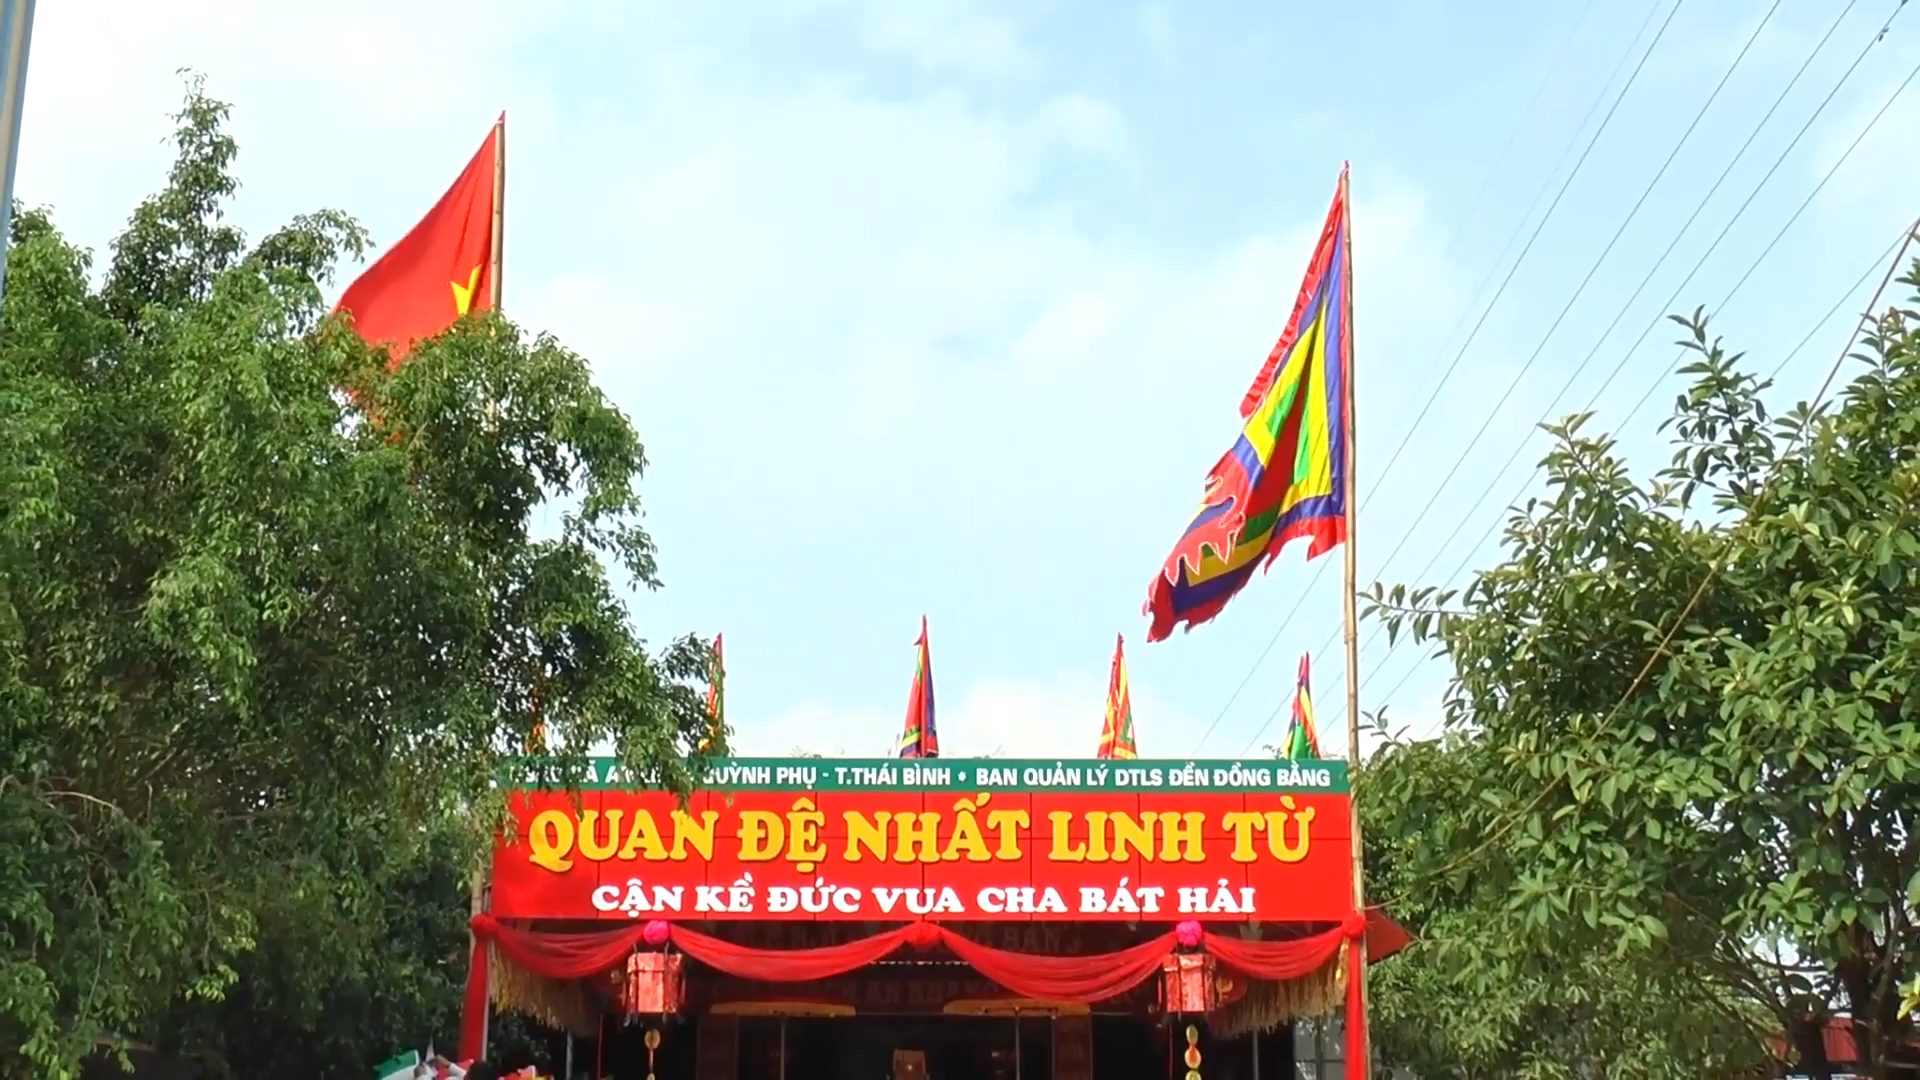 QUỲNH PHỤ - T.THÁI BÌNH • BAN QUẢN LÝ DTLS ĐỀN ĐỒNG BẰNG
QUAN ĐỆ NHẤT LINH TỪ
CẬN KỀ ĐỨC VUA CHA BÁT HẢI